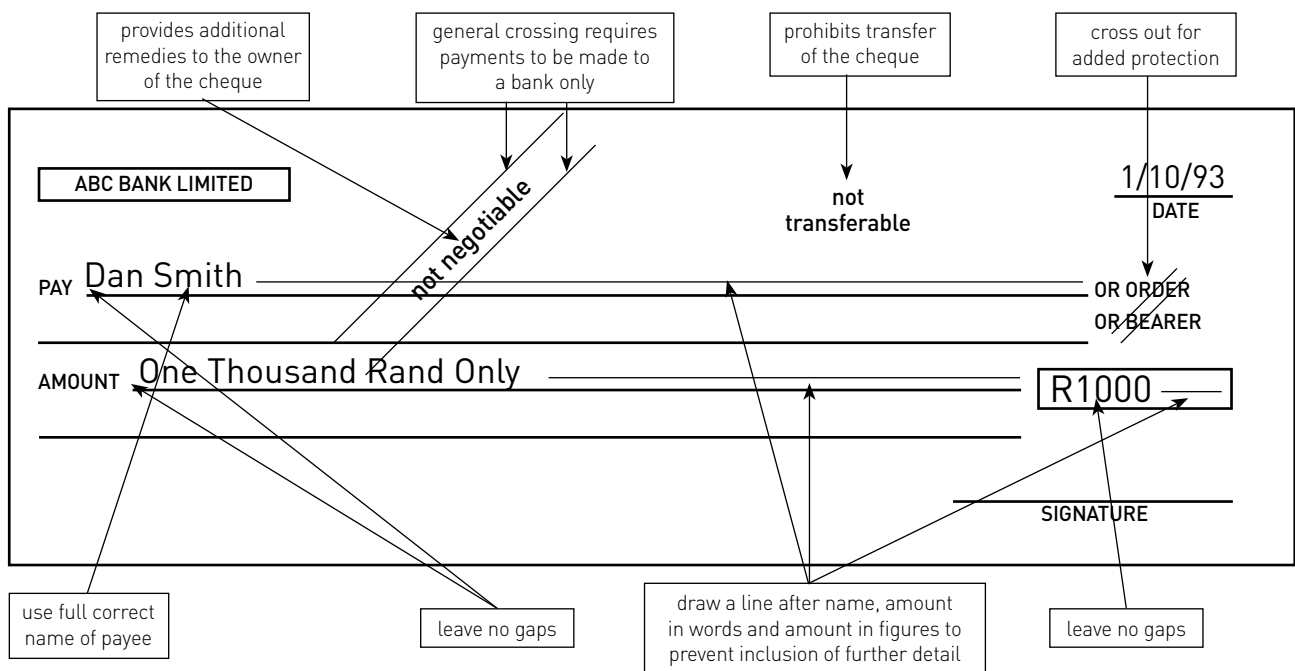 provides additional
remedies to the owner
of the cheque
general crossing requires
payments to be made to
a bank only
prohibits transfer
of the cheque
cross out for
added protection
ABC BANK LIMITED
not negotiable
not
transferable
1/10/93
DATE
PAY Dan Smith
OR ORDER
OR BEARER
AMOUNT One Thousand Rand Only
R1000
SIGNATURE
use full correct
name of payee
leave no gaps
draw a line after name, amount
in words and amount in figures to
prevent inclusion of further detail
leave no gaps